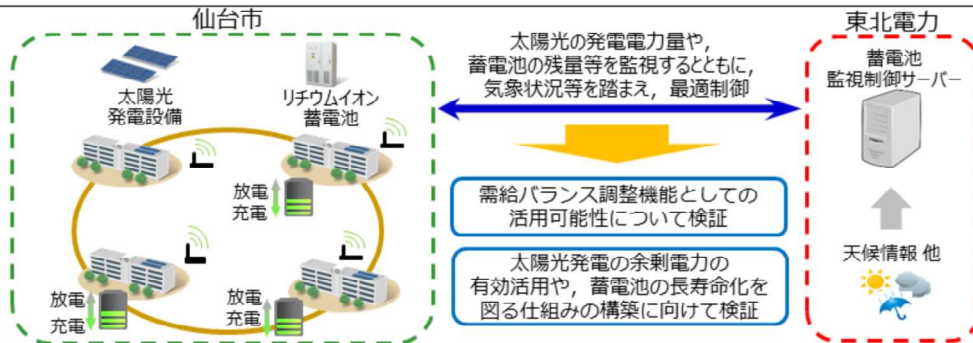 仙台市
太陽光
発電設備
リチウムイオン
蓄電池
放電
充電
放電
充電
放電
充電
太陽光の発電電力量や,
蓄電池の残量等を監視するとともに,
気象状況等を踏まえ,最適制御
需給バランス調整機能としての
活用可能性について検証
太陽光発電の余剰電力の
有効活用や,蓄電池の長寿命化を
図る仕組みの構築に向けて検証
東北電力
蓄電池
監視制御サーバー
天候情報 他